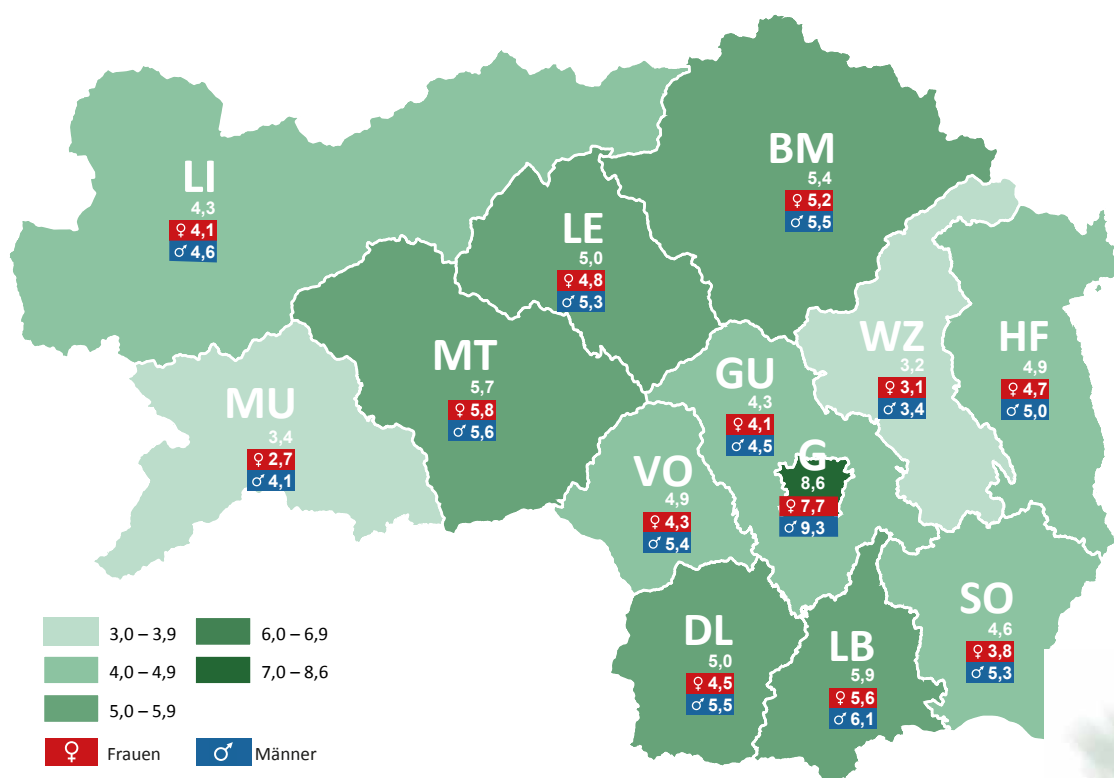 LI
4,3
♀ 4,1
♂ 4,6
BM
5,4
♀ 5,2
♂ 5,5
LE
5,0
♀ 4,8
♂ 5,3
MT
5,7
♀ 5,8
♂ 5,6
MU
3,4
♀ 2,7
♂ 4,1
WZ
3,2
♀ 3,1
♂ 3,4
HF
4,9
♀ 4,7
♂ 5,0
GU
4,3
♀ 4,1
♂ 4,5
G
8,6
♀ 7,7
♂ 9,3
VO
4,9
♀ 4,3
♂ 5,4
SO
4,6
♀ 3,8
♂ 5,3
DL
5,0
♀ 4,5
♂ 5,5
LB
5,9
♀ 5,6
♂ 6,1
3,0 – 3,9
4,0 – 4,9
5,0 – 5,9
6,0 – 6,9
7,0 – 8,6
♀ Frauen
♂ Männer